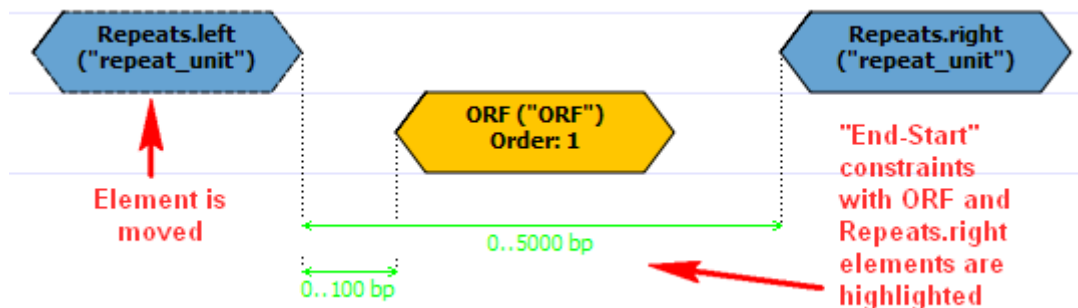 Repeats.left
("repeat_unit")
Repeats.right
("repeat_unit")
ORF ("ORF")
Order: 1
Element is
moved
0..5000 bp
0..100 bp
"End-Start"
constraints
with ORF and
Repeats.right
elements are
highlighted